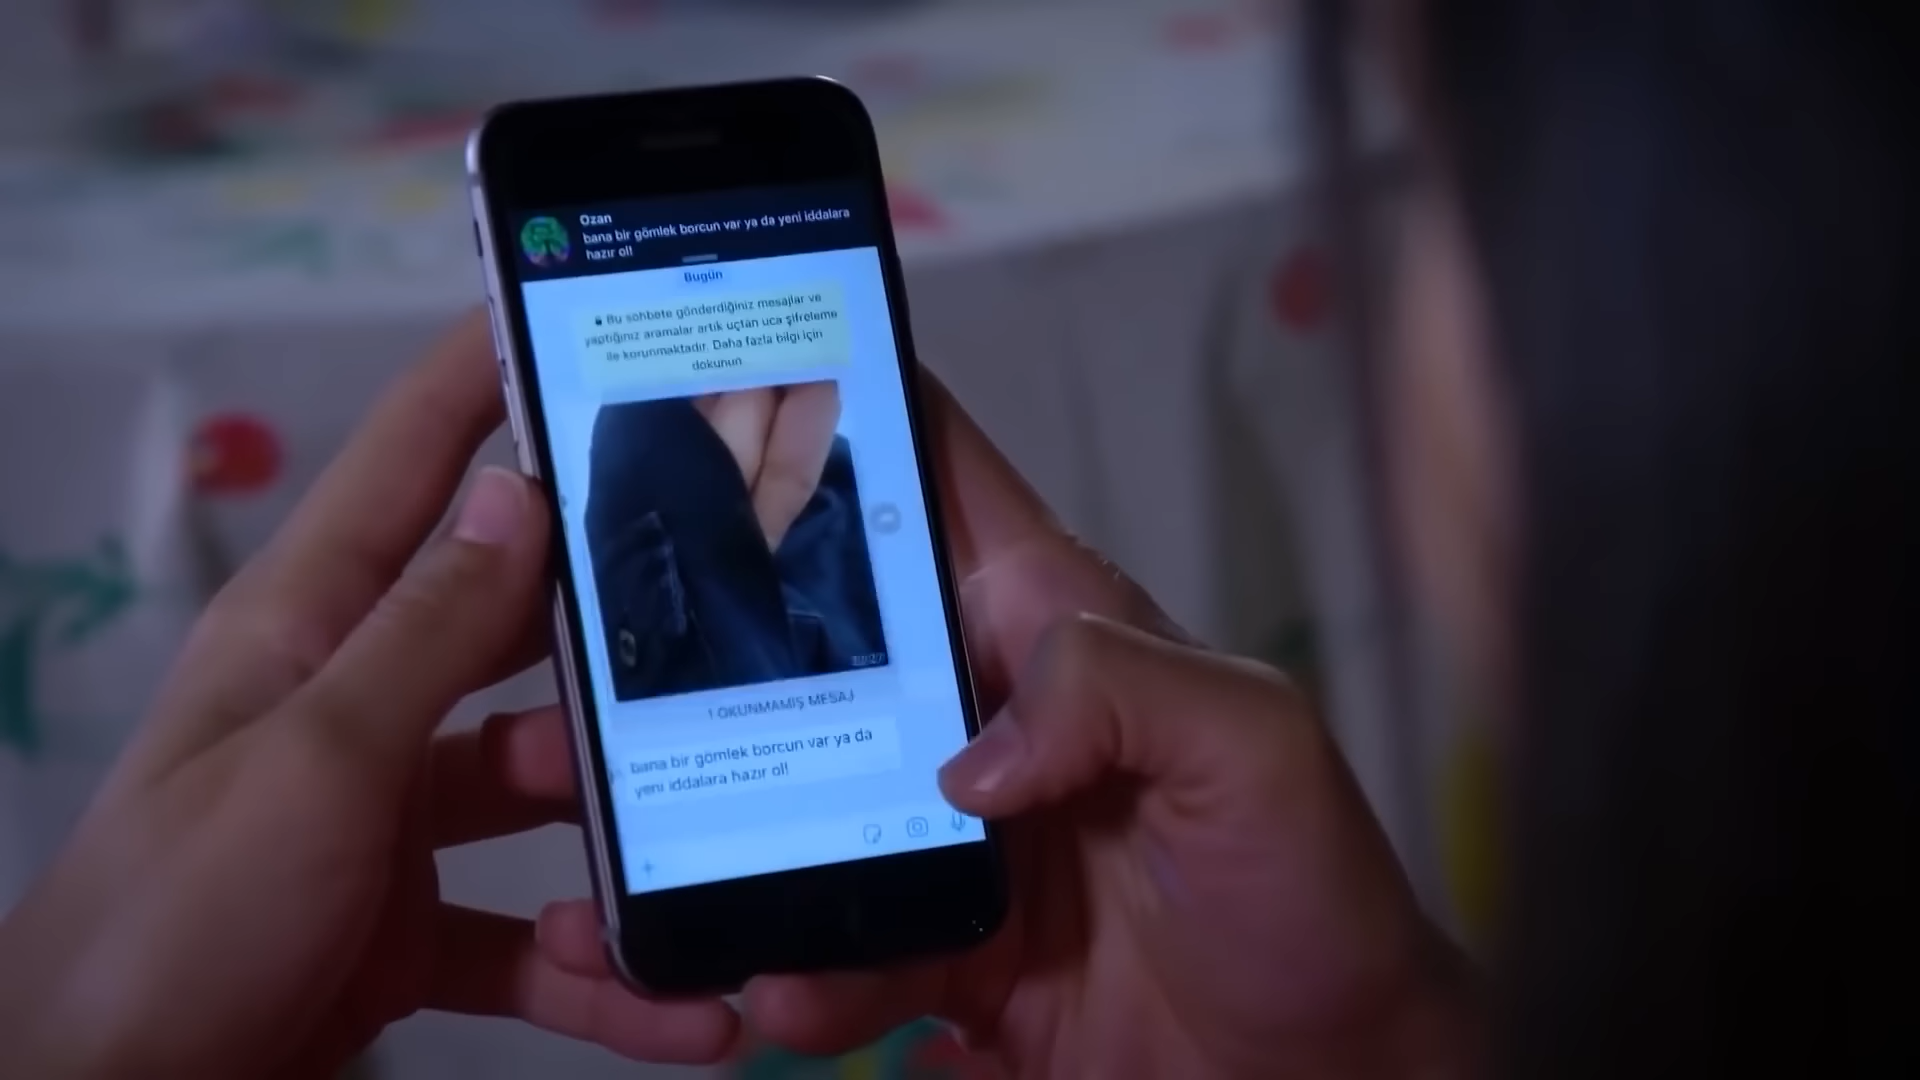 Ozan
bana bir gömlek borcun var ya da yeni iddalara
hazır ol!
Bugün
Bu sohbete gönderdiğiniz mesajlar ve
yaptığınız aramalar artık uçtan uca şifreleme
ile korunmaktadır. Daha fazla bilgi için
dokunun
1 OKUNMAMIŞ MESAJ
bana bir gömlek borcun var ya da
yeni iddalara hazır ol!